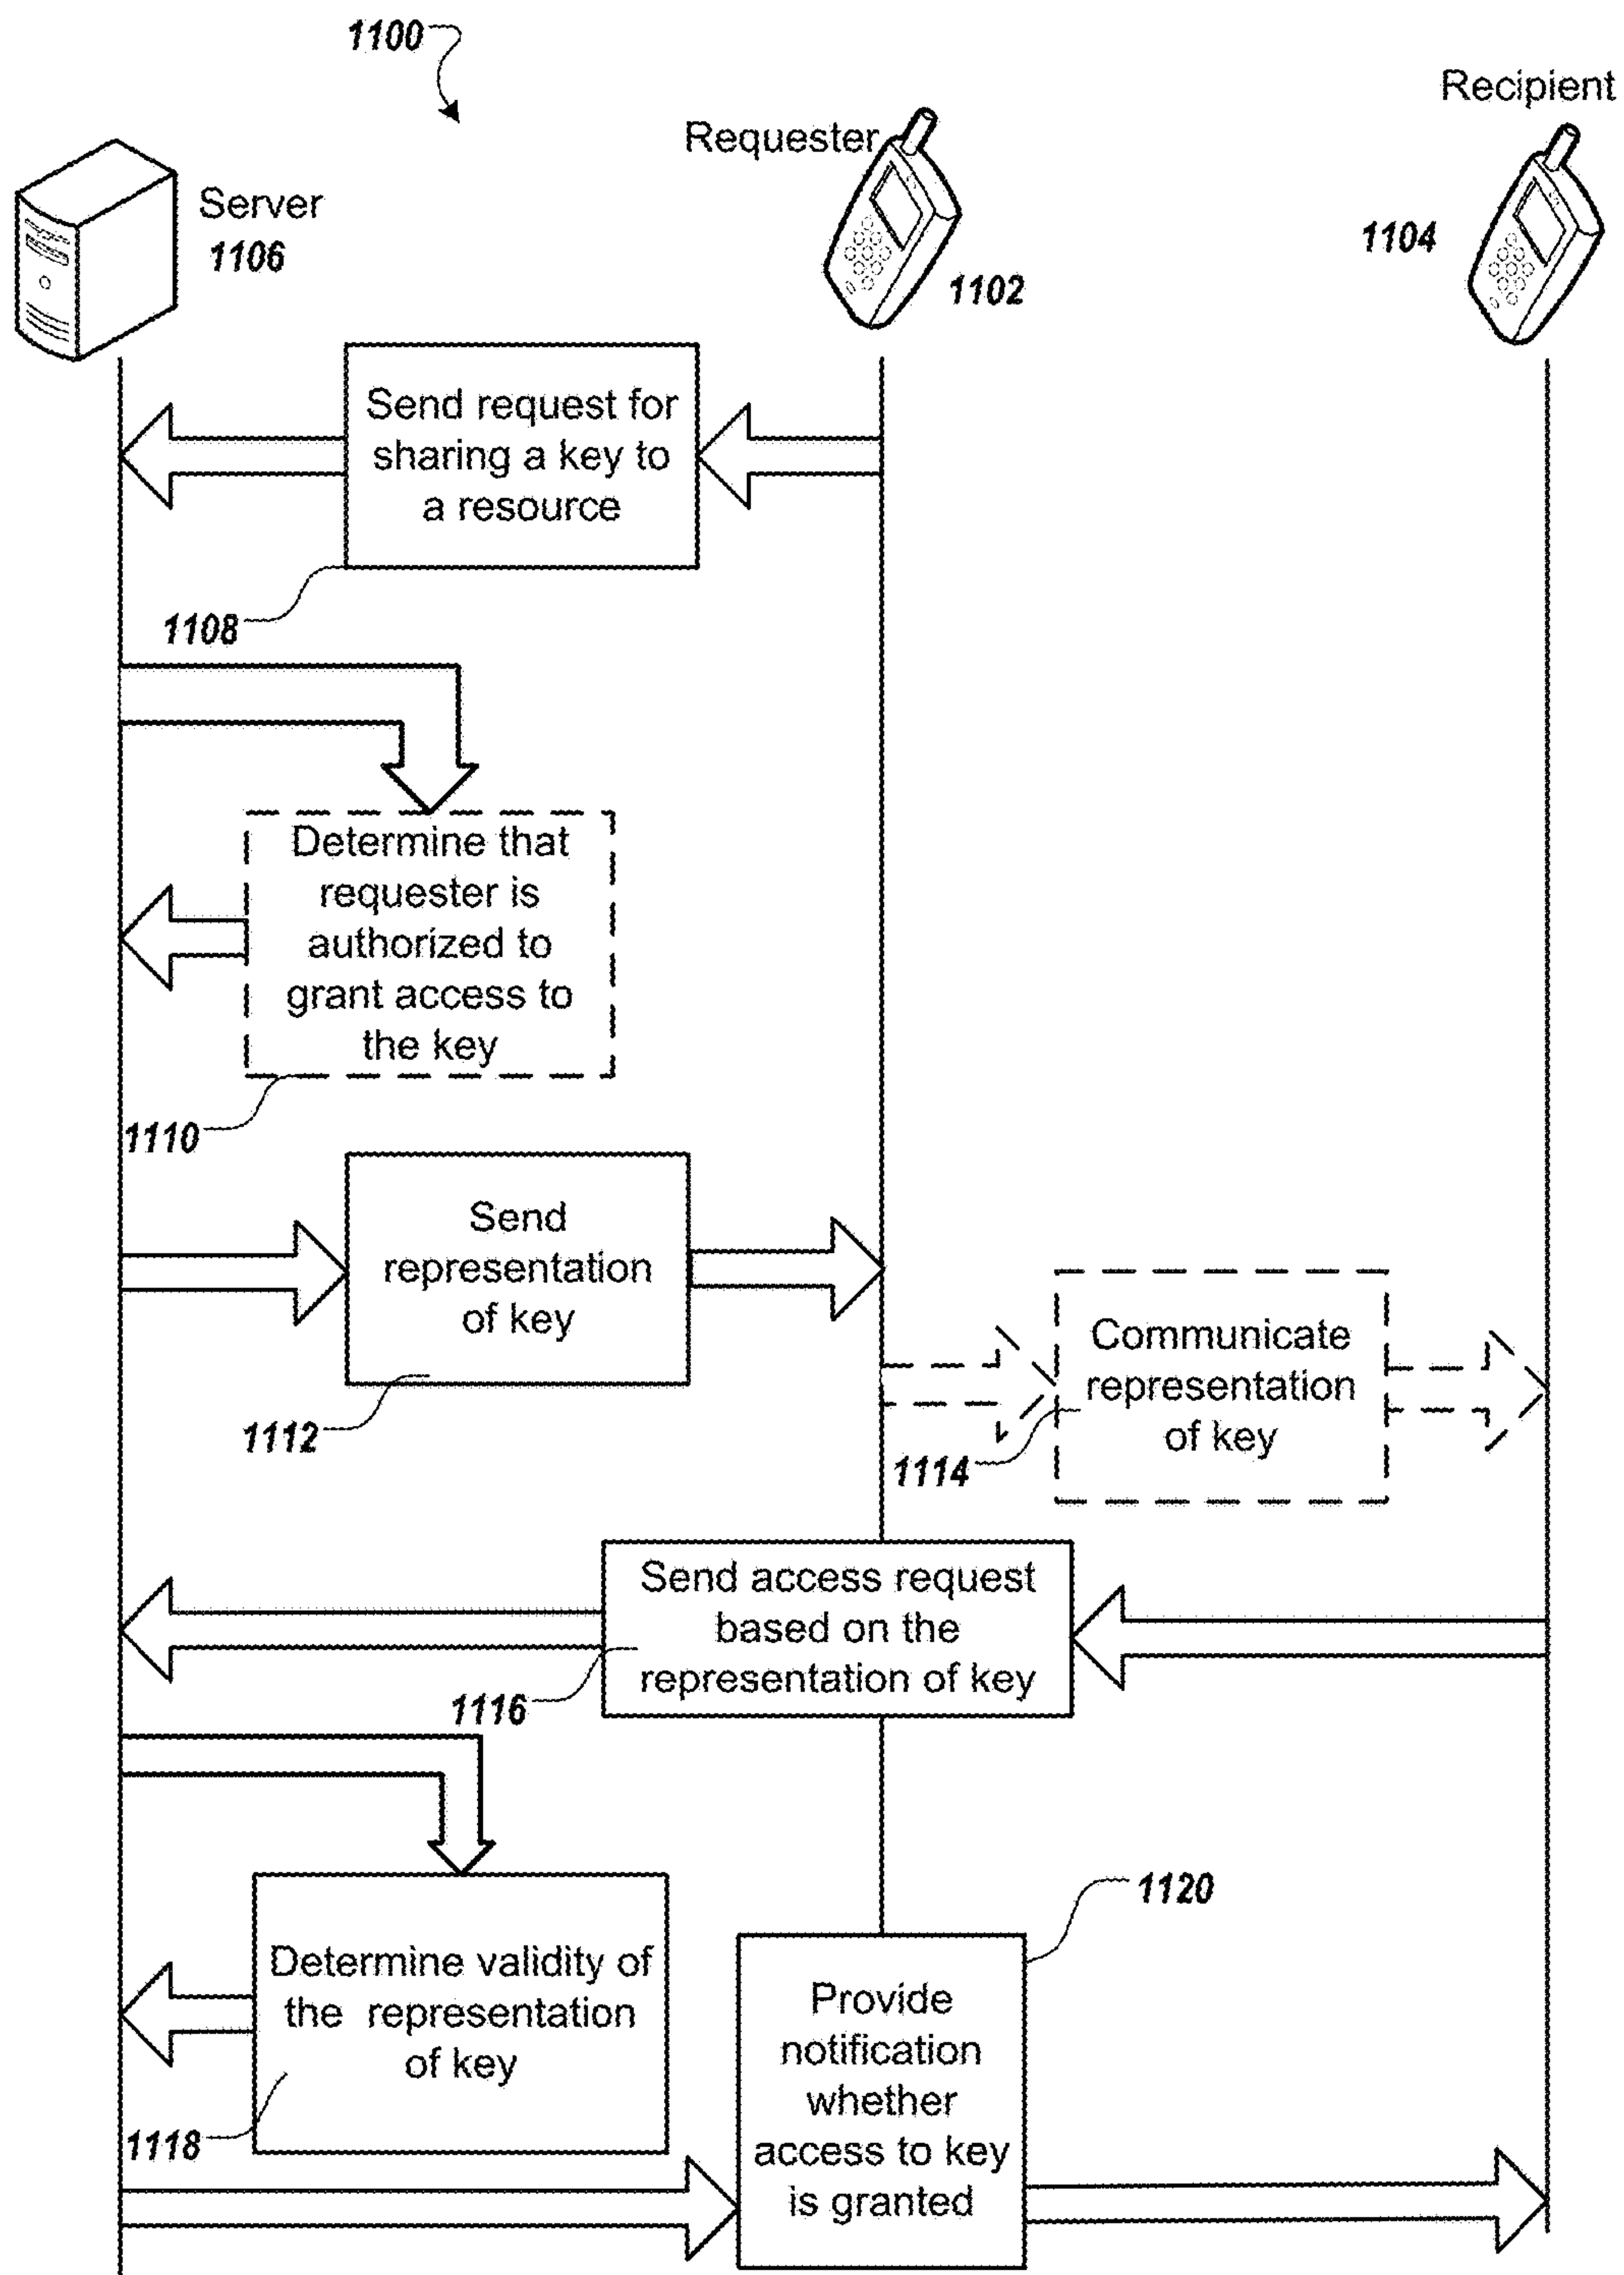 1100
Recipient
Requester
Server
1106
1104
1102
Send request for
sharing a key to
a resource
1108
Determine that
requester is
authorized to
grant access to
the key
1110
Send
representation
of key
1112
Communicate
representation
of key
1114
Send access request
based on the
representation of key
1116
1120
Determine validity of
the representation
of key
1118
Provide
notification
whether
access to key
is granted